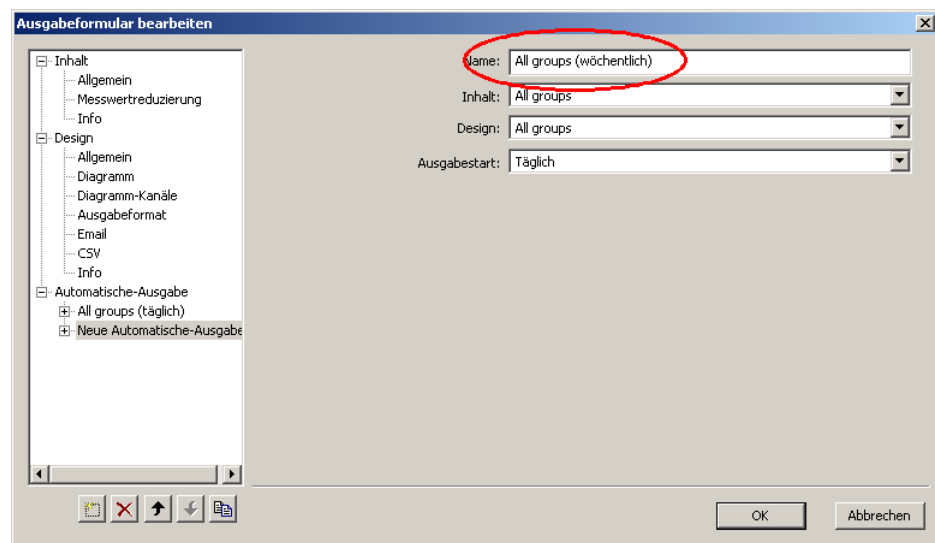 Ausgabeformular bearbeiten
Inhalt
Allgemein
Messwertreduzierung
Info
Design
Allgemein
Diagramm
Diagramm-Kanäle
Ausgabeformat
Email
CSV
Info
Automatische-Ausgabe
All groups (täglich)
Neue Automatische-Ausgabe
Name: All groups (wöchentlich)
Inhalt: All groups
Design: All groups
Ausgabestart: Täglich
OK Abbrechen